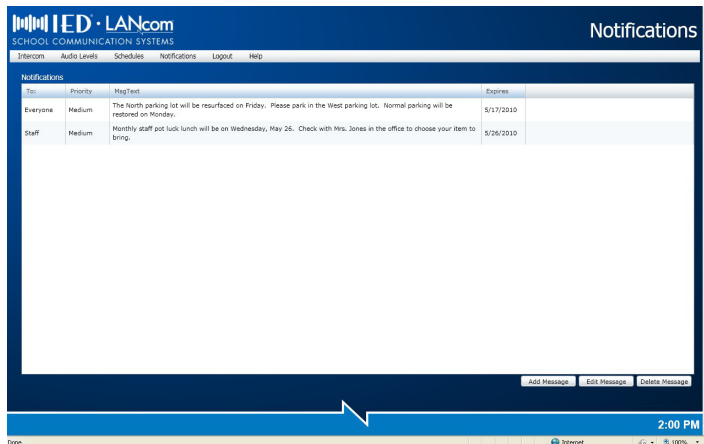 IED · LANcom
Notifications
SCHOOL COMMUNICATION SYSTEMS
Intercom Audio Levels Schedules Notifications Logout Help
Notifications
To: Priority MsgText Expires
Everyone Medium The North parking lot will be resurfaced on Friday. Please park in the West parking lot. Normal parking will be
restored on Monday. 5/17/2010
Staff Medium Monthly staff pot luck lunch will be on Wednesday, May 26. Check with Mrs. Jones in the office to choose your item to
bring. 5/26/2010
Add Message Edit Message Delete Message
2:00 PM
Done Internet 100%